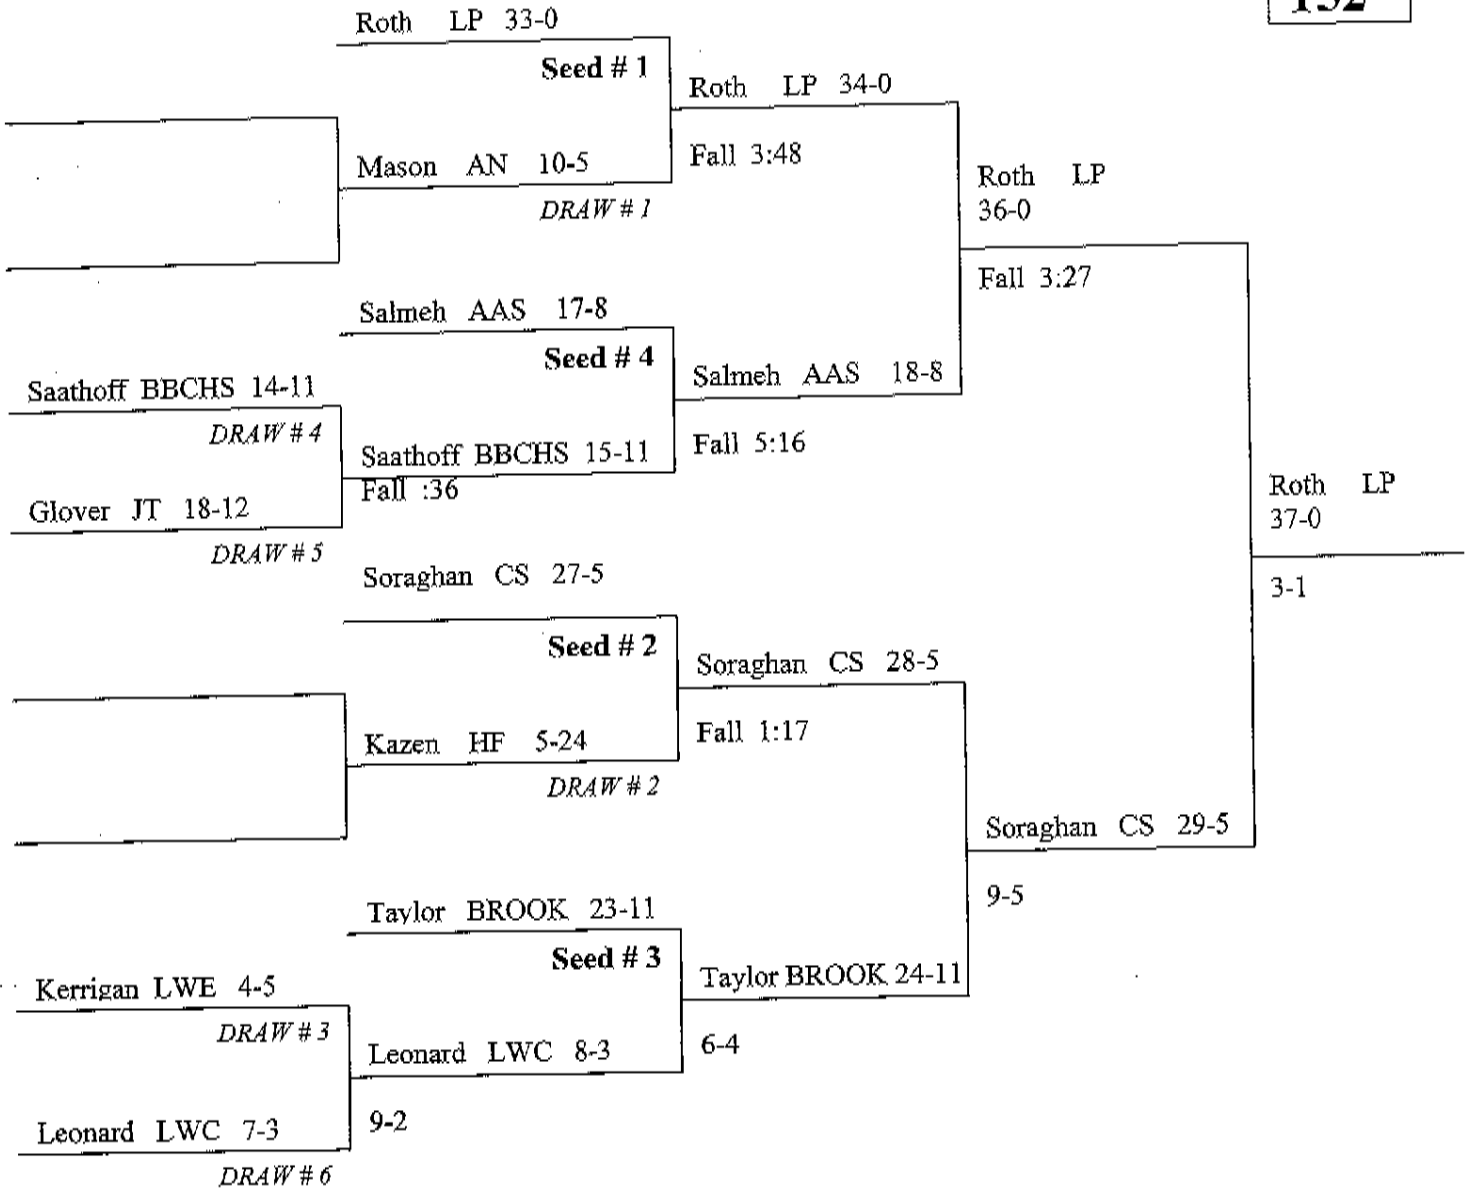 Roth LP 33-0
Seed # 1
Roth LP 34-0
Fall 3:48
Mason AN 10-5
DRAW # 1
Roth LP
36-0
Fall 3:27
Salmeh AAS 17-8
Seed # 4
Salmeh AAS 18-8
Fall 5:16
Saathoff BBCHS 14-11
DRAW # 4
Saathoff BBCHS 15-11
Fall :36
Glover JT 18-12
DRAW # 5
Roth LP
37-0
3-1
Soraghan CS 27-5
Seed # 2
Soraghan CS 28-5
Fall 1:17
Kazen HF 5-24
DRAW # 2
Soraghan CS 29-5
9-5
Taylor BROOK 23-11
Seed # 3
Taylor BROOK 24-11
6-4
Kerrigan LWE 4-5
DRAW # 3
Leonard LWC 8-3
9-2
Leonard LWC 7-3
DRAW # 6